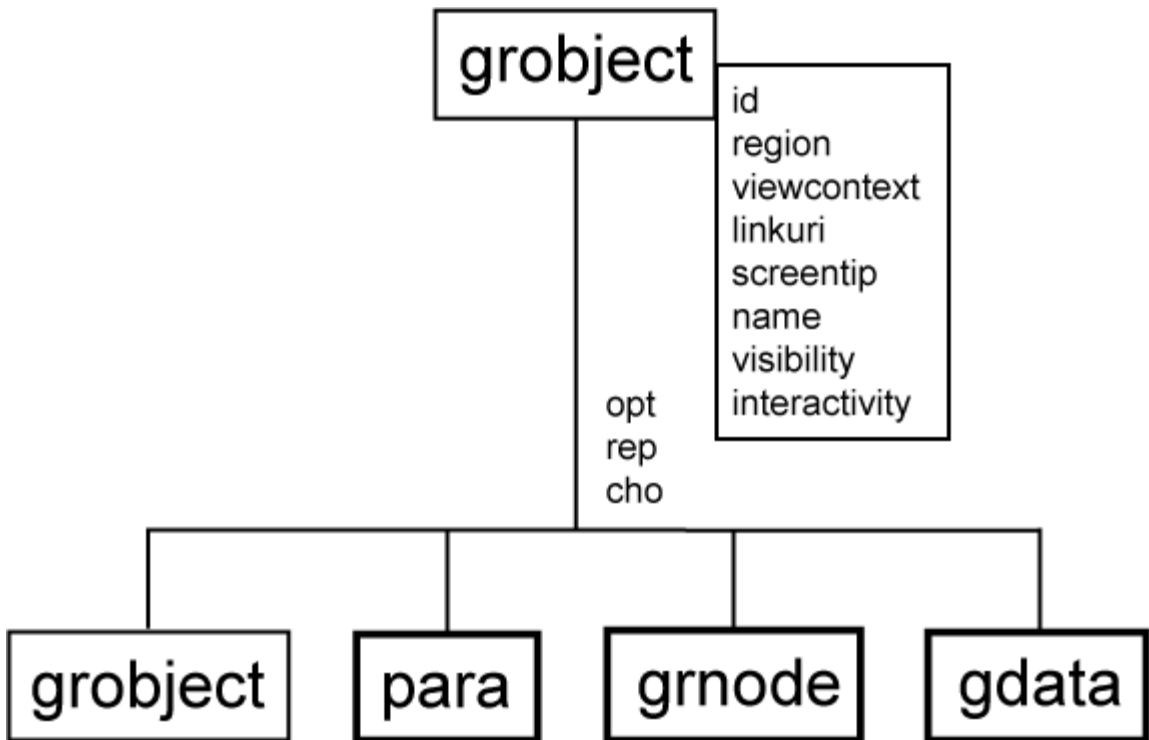 grobject
id
region
viewcontext
linkuri
screentip
name
visibility
interactivity
opt
rep
cho
grobject
para
grnode
gdata